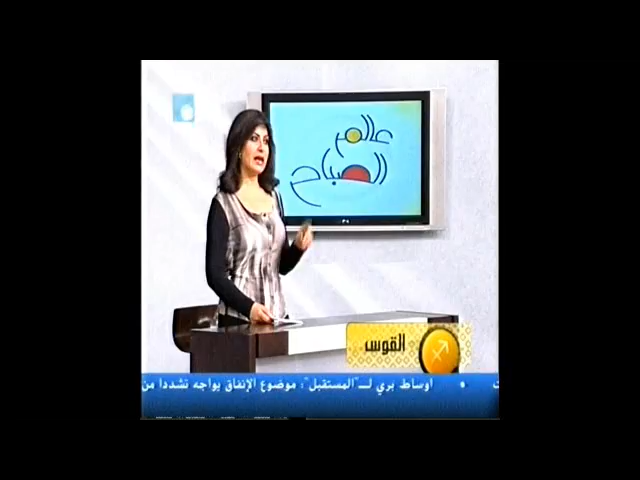 عالم
الصباح
القوس
اوساط بري لـ"المستقبل": موضوع الإنفاق يواجه تشددا من